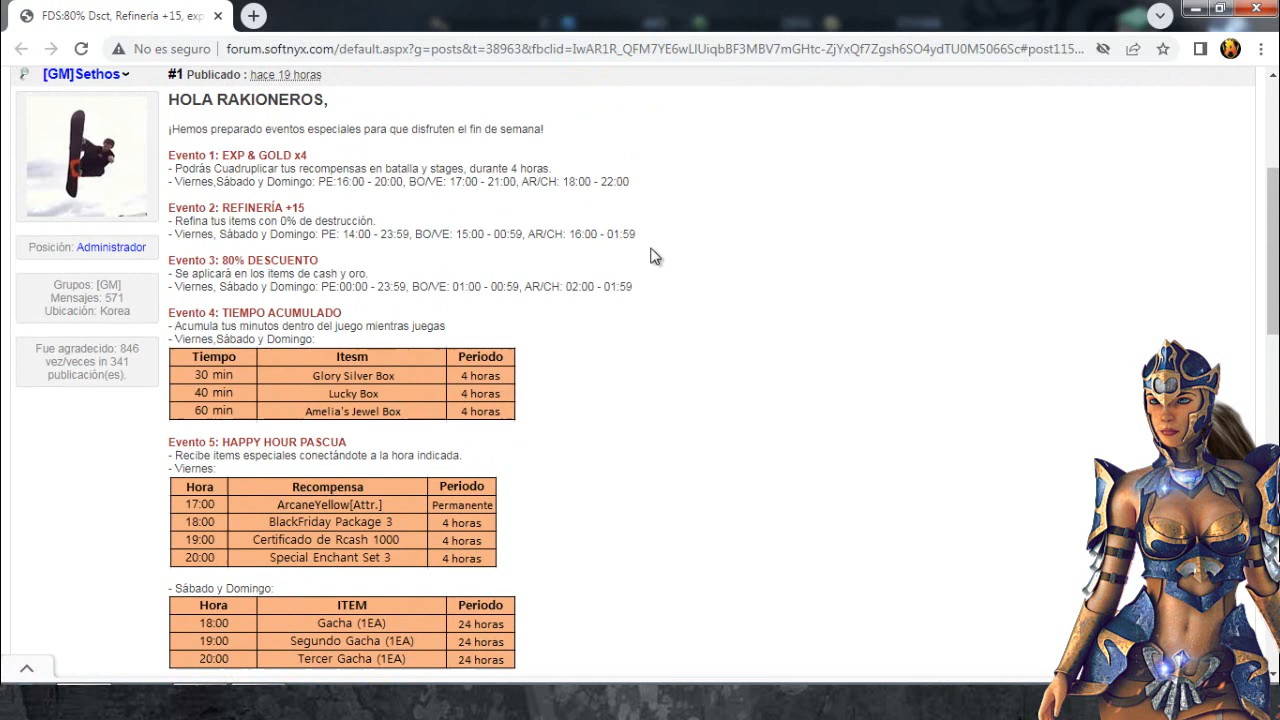 FDS:80% Dsct, Refinería +15, exp
No es seguro
forum.softnyx.com/default.aspx?g=posts&t=38963&fbclid=IwAR1R_QFM7YE6wLIUiqbBF3MBV7mGHtc-ZjYxQf7Zgsh6SO4ydTU0M5066Sc#post115...
[GM]Sethos
#1 Publicado : hace 19 horas
HOLA RAKIONEROS,
¡Hemos preparado eventos especiales para que disfruten el fin de semana!
Evento 1: EXP & GOLD x4
- Podrás Cuadruplicar tus recompensas en batalla y stages, durante 4 horas.
- Viernes,Sábado y Domingo: PE:16:00 - 20:00, BO/VE: 17:00 - 21:00, AR/CH: 18:00 - 22:00
Evento 2: REFINERÍA +15
- Refina tus items con 0% de destrucción.
- Viernes, Sábado y Domingo: PE: 14:00 - 23:59, BO/VE: 15:00 - 00:59, AR/CH: 16:00 - 01:59
Posición: Administrador
Evento 3: 80% DESCUENTO
- Se aplicará en los items de cash y oro.
- Viernes, Sábado y Domingo: PE:00:00 - 23:59, BO/VE: 01:00 - 00:59, AR/CH: 02:00 - 01:59
Grupos: [GM]
Mensajes: 571
Ubicación: Korea
Evento 4: TIEMPO ACUMULADO
- Acumula tus minutos dentro del juego mientras juegas
- Viernes,Sábado y Domingo:
Fue agradecido: 846
vez/veces in 341
publicación(es).
Tiempo Itesm Periodo
30 min Glory Silver Box 4 horas
40 min Lucky Box 4 horas
60 min Amelia's Jewel Box 4 horas
Evento 5: HAPPY HOUR PASCUA
- Recibe items especiales conectándote a la hora indicada.
- Viernes:
Hora Recompensa Periodo
17:00 ArcaneYellow[Attr.] Permanente
18:00 BlackFriday Package 3 4 horas
19:00 Certificado de Rcash 1000 4 horas
20:00 Special Enchant Set 3 4 horas
- Sábado y Domingo:
Hora ITEM Periodo
18:00 Gacha (1EA) 24 horas
19:00 Segundo Gacha (1EA) 24 horas
20:00 Tercer Gacha (1EA) 24 horas